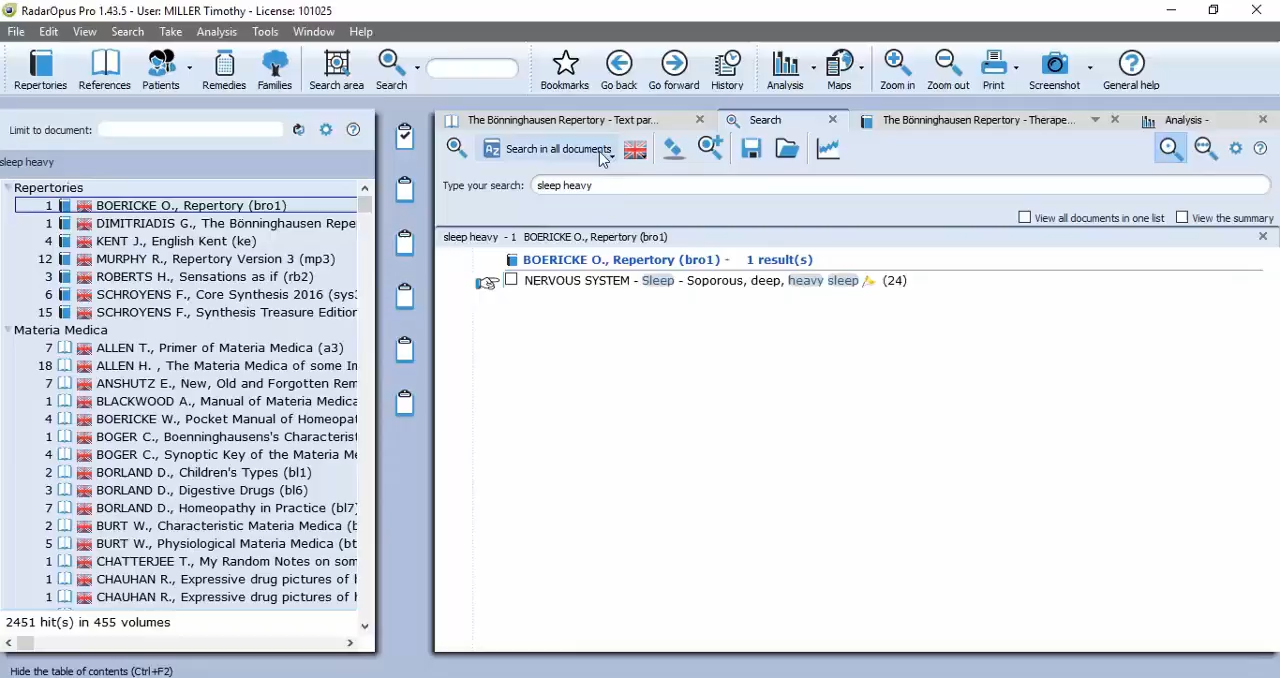 RadarOpus Pro 1.43.5 - User: MILLER Timothy - License: 101025
File Edit View Search Take Analysis Tools Window Help
Repertories References Patients Remedies Families Search area Search Bookmarks Go back Go forward History Analysis Maps Zoom in Zoom out Print Screenshot General help
Limit to document:
sleep heavy
Repertories
1 BOERICKE O., Repertory (bro1)
1 DIMITRIADIS G., The Bönninghausen Repe
4 KENT J., English Kent (ke)
12 MURPHY R., Repertory Version 3 (mp3)
3 ROBERTS H., Sensations as if (rb2)
6 SCHROYENS F., Core Synthesis 2016 (sys
15 SCHROYENS F., Synthesis Treasure Edition
Materia Medica
7 ALLEN T., Primer of Materia Medica (a3)
18 ALLEN H. , The Materia Medica of some
7 ANSHUTZ E., New, Old and Forgotten Rem
1 BLACKWOOD A., Manual of Materia Medica
4 BOERICKE W., Pocket Manual of Homeopat
1 BOGER C., Boenninghausens's Characterist
4 BOGER C., Synoptic Key of the Materia Me
2 BORLAND D., Children's Types (bl1)
3 BORLAND D., Digestive Drugs (bl6)
7 BORLAND D., Homeopathy in Practice (bl7)
2 BURT W., Characteristic Materia Medica (b
5 BURT W., Physiological Materia Medica (bt
1 CHATTERJEE T., My Random Notes on som
1 CHAUHAN R., Expressive drug pictures of
1 CHAUHAN R., Expressive drug pictures of
2451 hit(s) in 455 volumes
Hide the table of contents (Ctrl+F2)
The Bönninghausen Repertory - Text par... Search The Bönninghausen Repertory - Therape... Analysis -
AZ Search in all documents
Type your search: sleep heavy
View all documents in one list View the summary
sleep heavy - 1 BOERICKE O., Repertory (bro1)
BOERICKE O., Repertory (bro1) - 1 result(s)
NERVOUS SYSTEM - Sleep - Soporous, deep, heavy sleep (24)